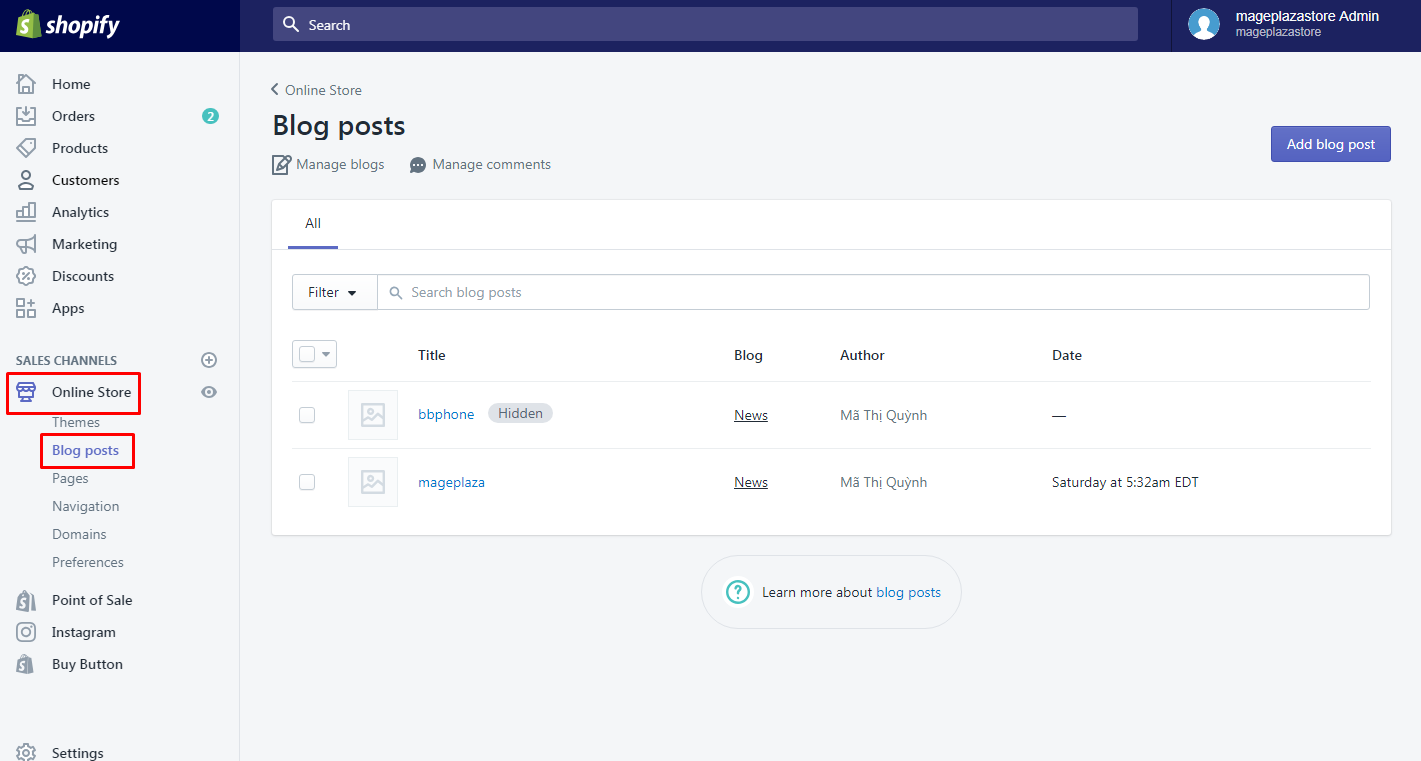 shopify
Search
mageplazastore Admin
mageplazastore
Home
Orders
2
Products
Customers
Analytics
Marketing
Discounts
Apps
SALES CHANNELS
Online Store
Themes
Blog posts
Pages
Navigation
Domains
Preferences
Point of Sale
Instagram
Buy Button
Settings
Online Store
Blog posts
Manage blogs
Manage comments
Add blog post
All
Filter
Search blog posts
Title Blog Author Date
bbphone Hidden News Mã Thị Quỳnh —
mageplaza News Mã Thị Quỳnh Saturday at 5:32am EDT
? Learn more about blog posts